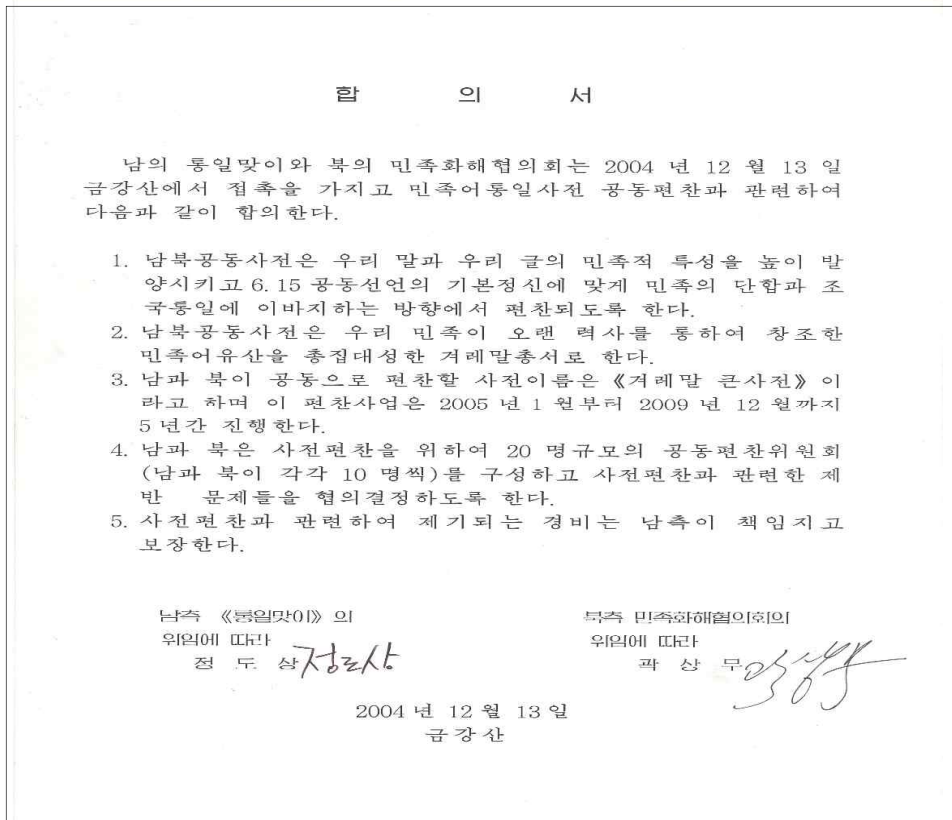 합 의 서
남의 통일맞이와 북의 민족화해협의회는 2004 년 12 월 13 일
금강산에서 접촉을 가지고 민족어통일사전 공동편찬과 관련하여
다음과 같이 합의한다.
1. 남북공동사전은 우리 말과 우리 글의 민족적 특성을 높이 발
양시키고 6.15 공동선언의 기본정신에 맞게 민족의 단합과 조
국통일에 이바지하는 방향에서 편찬되도록 한다.
2. 남북공동사전은 우리 민족이 오랜 력사를 통하여 창조한
민족어유산을 총집대성한 겨레말총서로 한다.
3. 남과 북이 공동으로 편찬할 사전이름은 《겨레말 큰사전》이
라고 하며 이 편찬사업은 2005 년 1 월부터 2009 년 12 월까지
5 년간 진행한다.
4. 남과 북은 사전편찬을 위하여 20 명규모의 공동편찬위원회
(남과 북이 각각 10 명씩)를 구성하고 사전편찬과 관련한 제
반 문제들을 협의결정하도록 한다.
5. 사전편찬과 관련하여 제기되는 경비는 남측이 책임지고
보장한다.
남측 《통일맞이》의
위임에 따라
정 도 상 정도상
북측 민족화해협의회의
위임에 따라
곽 상 무
2004 년 12 월 13 일
금강산